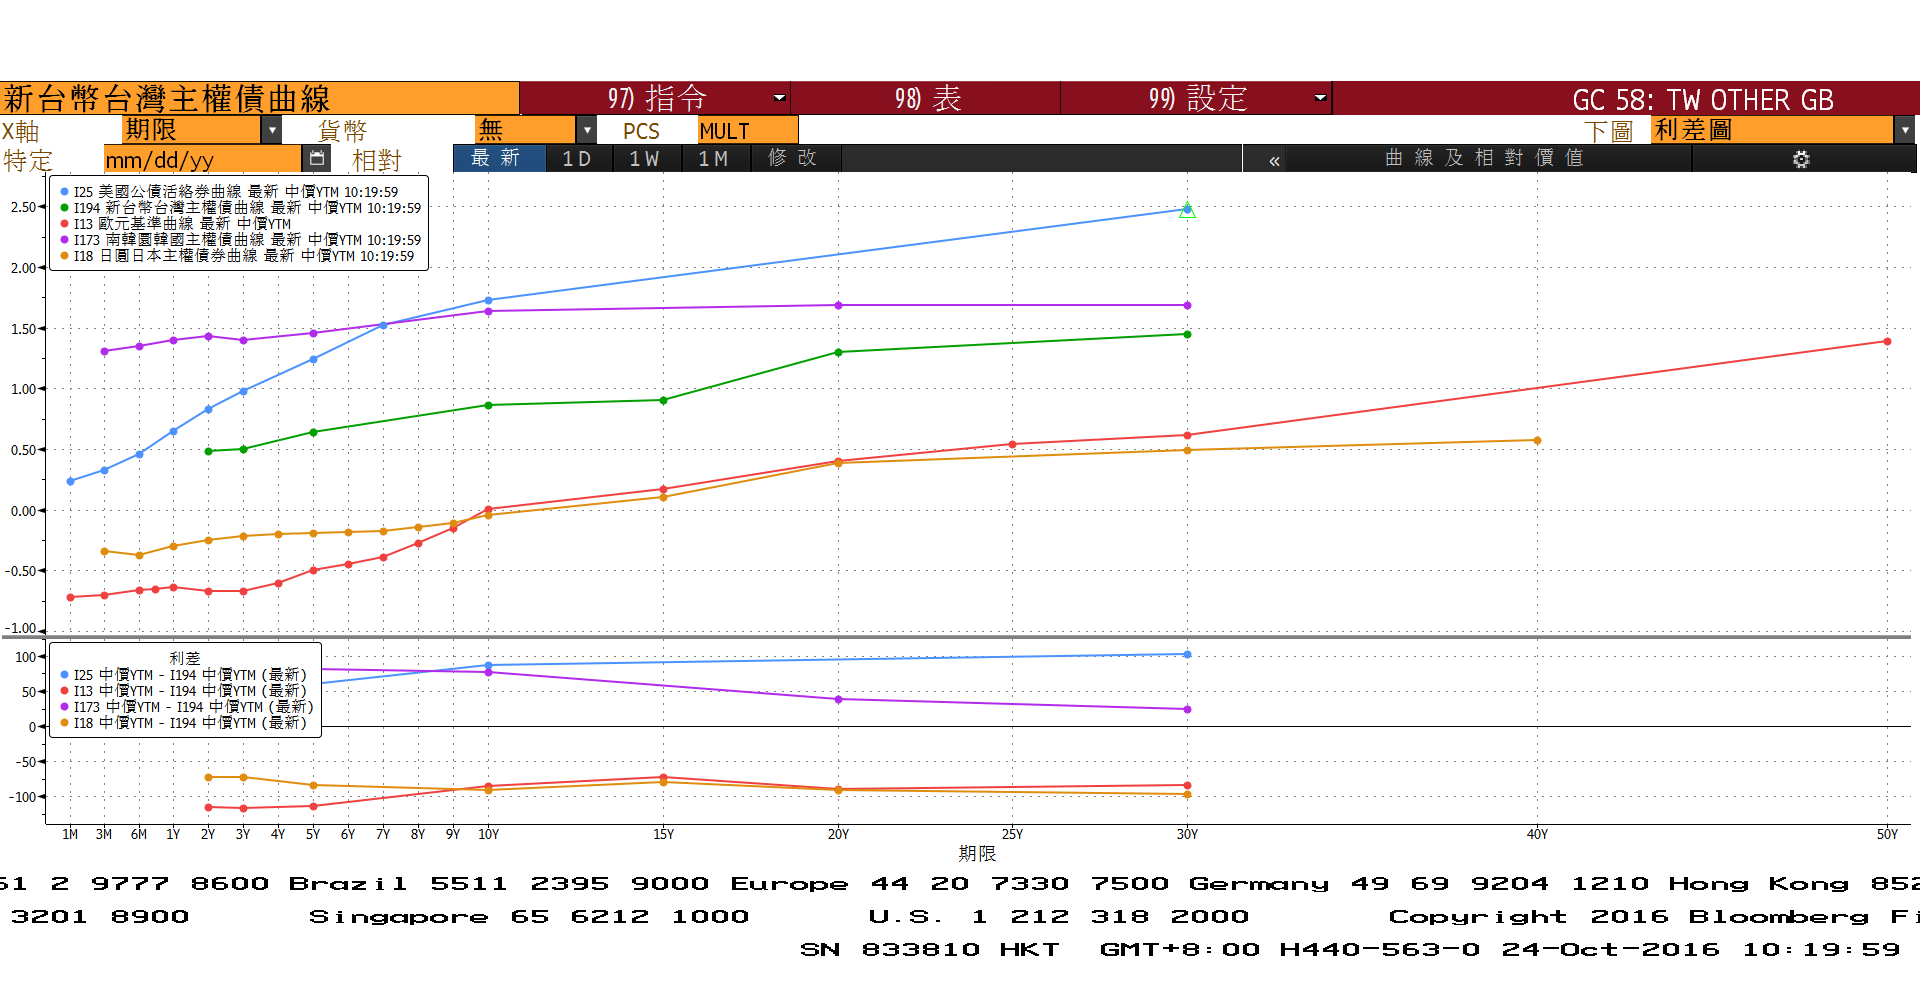 新台幣台灣主權債曲線 97) 指令 98) 表 99) 設定 GC 58: TW OTHER GB
X軸 期限 貨幣 無 PCS MULT 下圖 利差圖
特定 mm/dd/yy 相對 最新 1D 1W 1M 修改 « 曲線及相對價值
I25 美國公債活絡券曲線 最新 中價YTM 10:19:59
I194 新台幣台灣主權債曲線 最新 中價YTM 10:19:59
I13 歐元基準曲線 最新 中價YTM
I173 南韓圜韓國主權債曲線 最新 中價YTM 10:19:59
I18 日圓日本主權債券曲線 最新 中價YTM 10:19:59
2.50
2.00
1.50
1.00
0.50
0.00
-0.50
-1.00
利差
I25 中價YTM - I194 中價YTM (最新)
I13 中價YTM - I194 中價YTM (最新)
I173 中價YTM - I194 中價YTM (最新)
I18 中價YTM - I194 中價YTM (最新)
100
50
0
-50
-100
1M 3M 6M 1Y 2Y 3Y 4Y 5Y 6Y 7Y 8Y 9Y 10Y 15Y 20Y 25Y 30Y 40Y 50Y
期限
61 2 9777 8600 Brazil 5511 2395 9000 Europe 44 20 7330 7500 Germany 49 69 9204 1210 Hong Kong 852
3201 8900 Singapore 65 6212 1000 U.S. 1 212 318 2000 Copyright 2016 Bloomberg Fi
SN 833810 HKT GMT+8:00 H440-563-0 24-Oct-2016 10:19:59